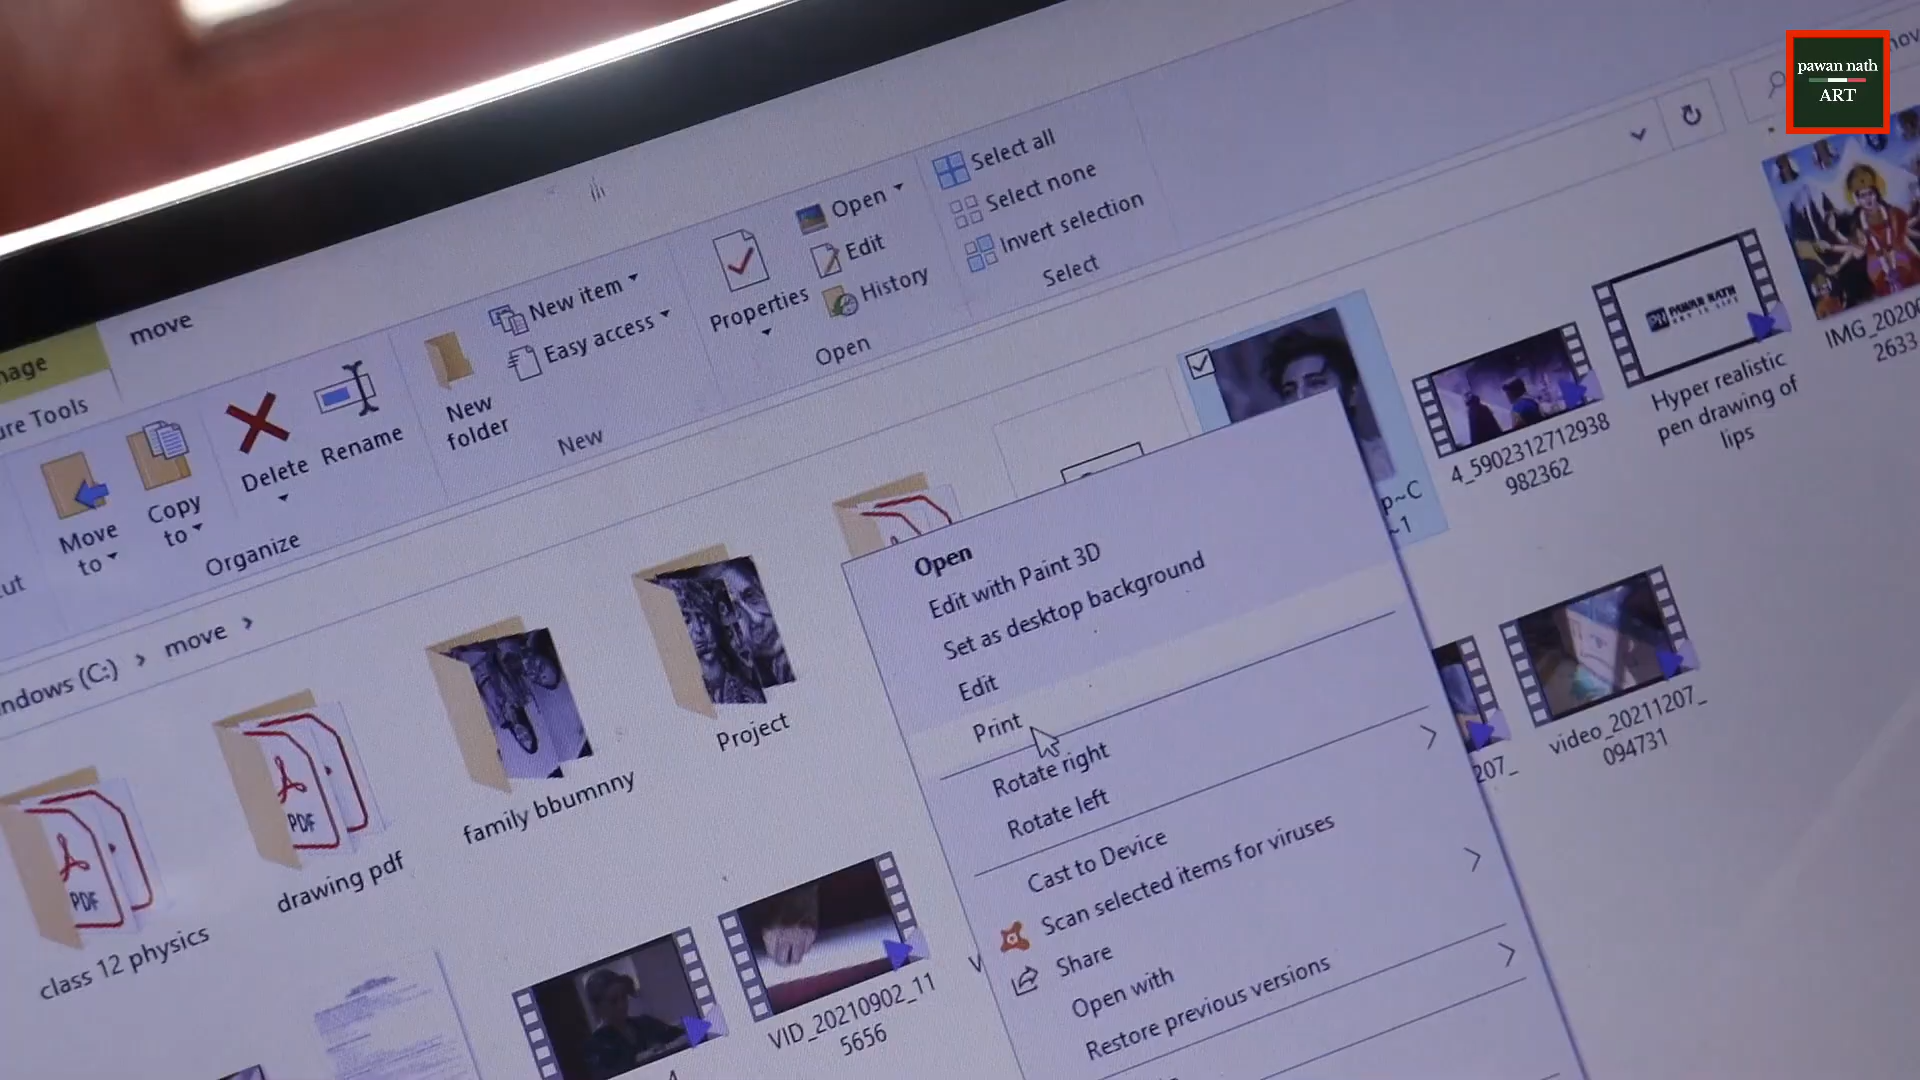 pawan nath
ART
Select all
Select none
Invert selection
Select
Open
Edit
History
Properties
Open
New item
Easy access
New
folder
New
move
ure Tools
Delete
Rename
Move
to
Copy
to
Organize
ndows (C:) › move ›
PAWAN NATH
Hyper realistic
pen drawing of
lips
2633
4_5902312712938
982362
p~C
~1
Open
Edit with Paint 3D
Set as desktop background
Edit
Print
Rotate right
Rotate left
Cast to Device
Scan selected items for viruses
Share
Open with
Restore previous versions
Project
family bbumnny
PDF
drawing pdf
PDF
class 12 physics
video_20211207_
094731
207_
VID_20210902_11
5656